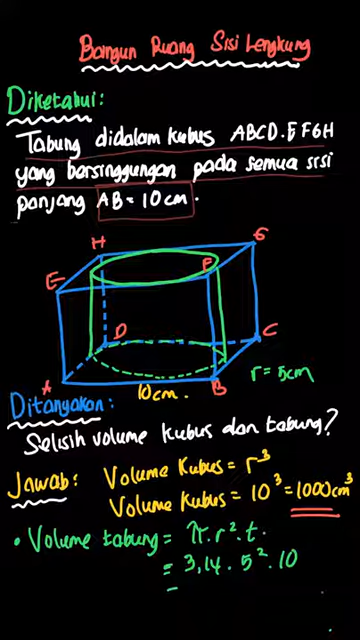 Bangun Ruang Sisi Lengkung
Diketahui:
Tabung didalam kubus ABCD.EFGH
yang bersinggungan pada semua sisi
panjang AB = 10 cm.
H
G
E
F
D
C
A
B
10 cm.
r = 5cm
Ditanyakan:
Selisih volume kubus dan tabung?
Jawab: Volume Kubus = r³
Volume Kubus = 10³ = 1000 cm³
• Volume tabung = π.r².t.
= 3,14 . 5² . 10
=